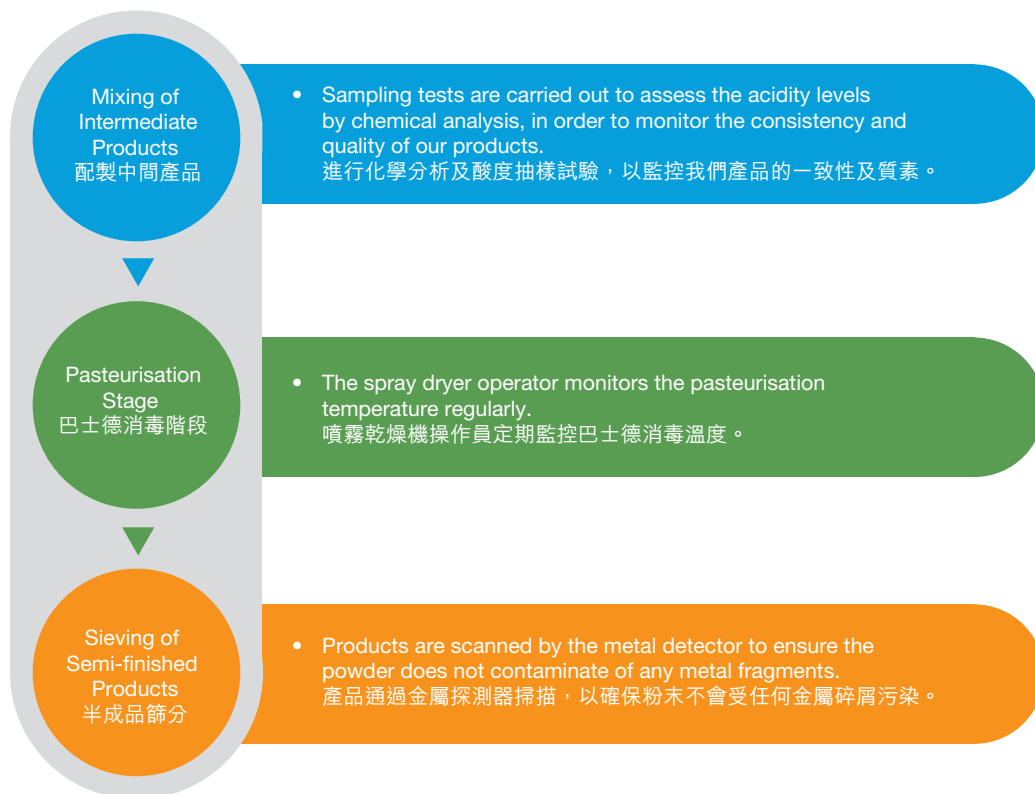 Mixing of
Intermediate
Products
配製中間產品
• Sampling tests are carried out to assess the acidity levels
by chemical analysis, in order to monitor the consistency and
quality of our products.
進行化學分析及酸度抽樣試驗，以監控我們產品的一致性及質素。
Pasteurisation
Stage
巴士德消毒階段
• The spray dryer operator monitors the pasteurisation
temperature regularly.
噴霧乾燥機操作員定期監控巴士德消毒溫度。
Sieving of
Semi-finished
Products
半成品篩分
• Products are scanned by the metal detector to ensure the
powder does not contaminate of any metal fragments.
產品通過金屬探測器掃描，以確保粉末不會受任何金屬碎屑污染。